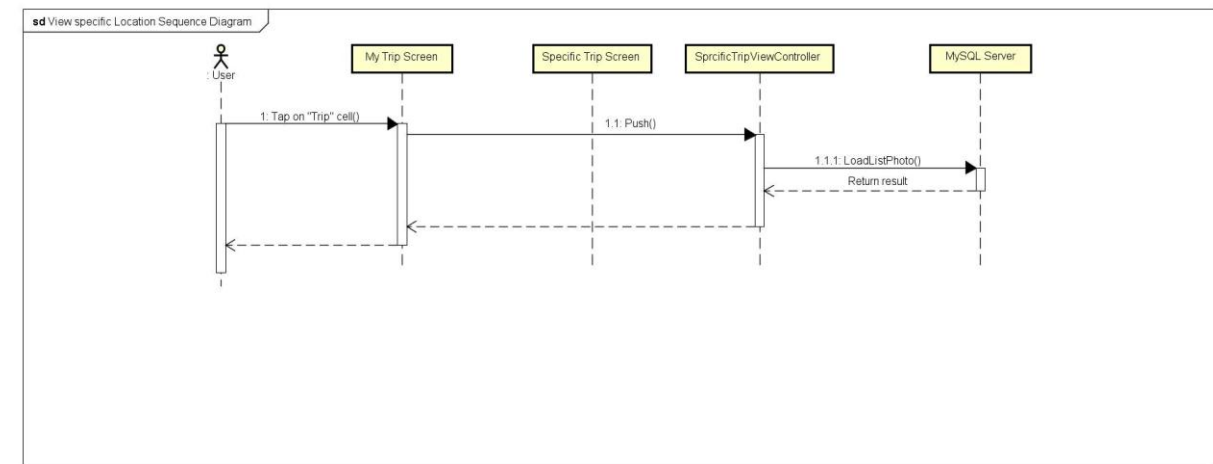 sd View specific Location Sequence Diagram
: User
My Trip Screen
Specific Trip Screen
SprcificTripViewController
MySQL Server
1: Tap on "Trip" cell()
1.1: Push()
1.1.1: LoadListPhoto()
Return result